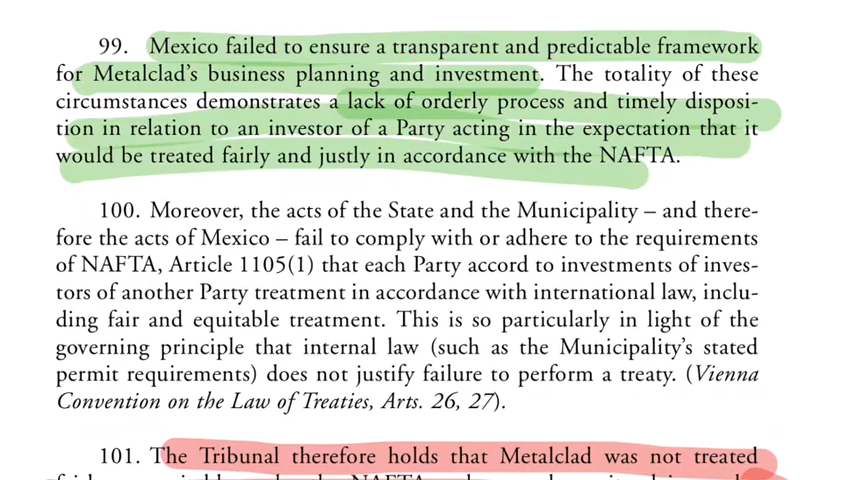 99. Mexico failed to ensure a transparent and predictable framework
for Metalclad’s business planning and investment. The totality of these
circumstances demonstrates a lack of orderly process and timely disposi-
tion in relation to an investor of a Party acting in the expectation that it
would be treated fairly and justly in accordance with the NAFTA.
100. Moreover, the acts of the State and the Municipality – and there-
fore the acts of Mexico – fail to comply with or adhere to the requirements
of NAFTA, Article 1105(1) that each Party accord to investments of inves-
tors of another Party treatment in accordance with international law, inclu-
ding fair and equitable treatment. This is so particularly in light of the
governing principle that internal law (such as the Municipality’s stated
permit requirements) does not justify failure to perform a treaty. (Vienna
Convention on the Law of Treaties, Arts. 26, 27).
101. The Tribunal therefore holds that Metalclad was not treated